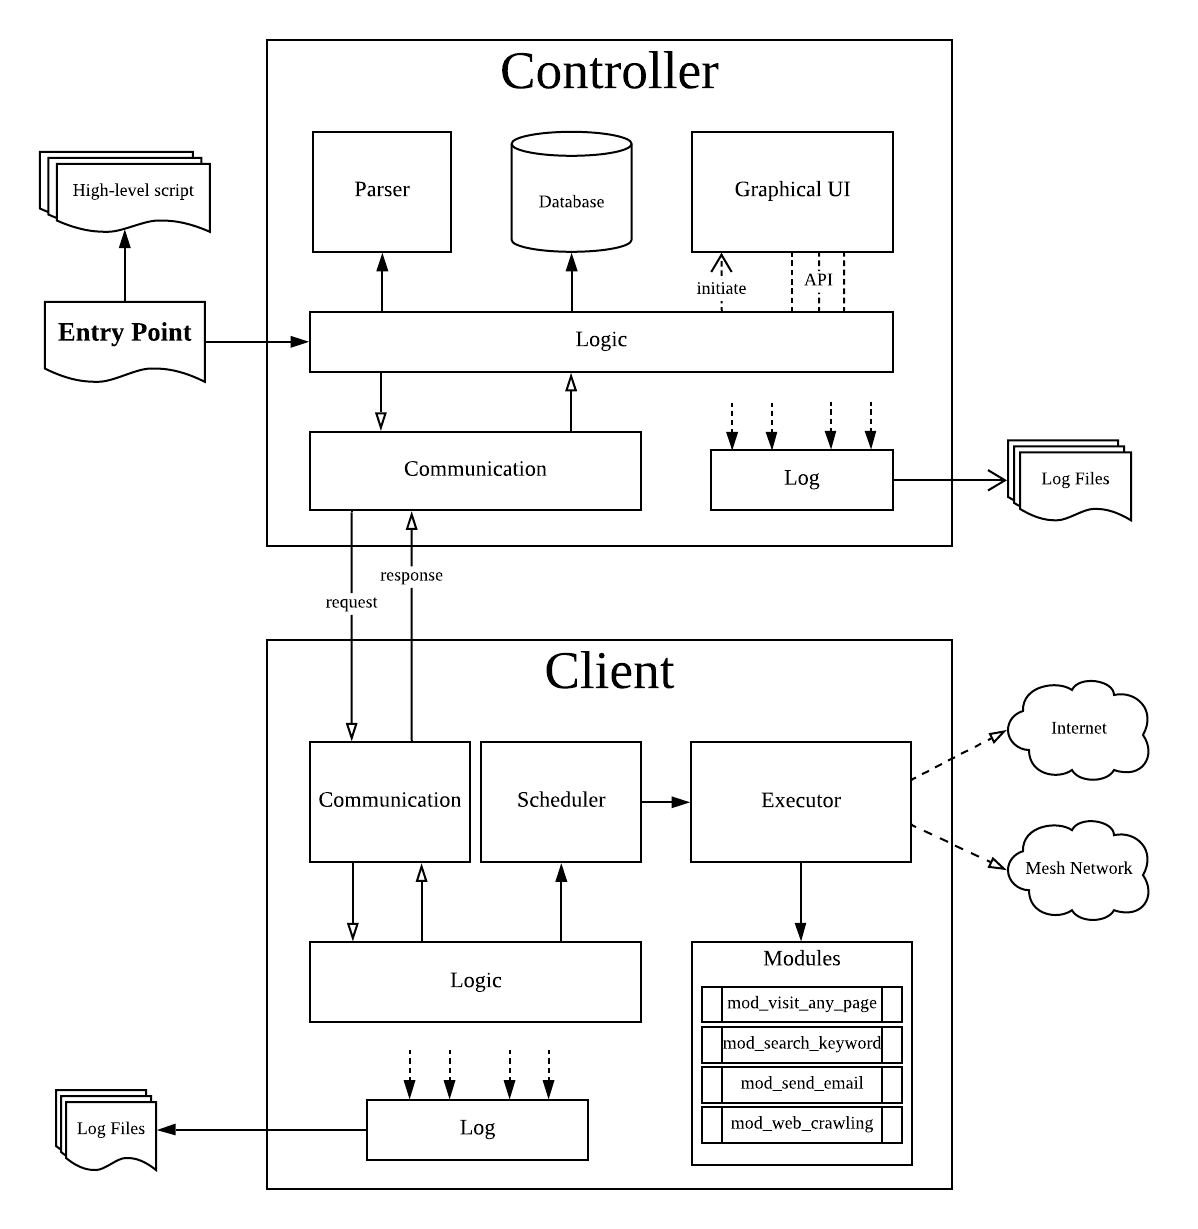 Controller
Parser
Database
Graphical UI
High-level script
initiate
API
Entry Point
Logic
Communication
Log
Log Files
response
request
Client
Internet
Communication
Scheduler
Executor
Mesh Network
Logic
Modules
mod_visit_any_page
mod_search_keyword
mod_send_email
mod_web_crawling
Log
Log Files